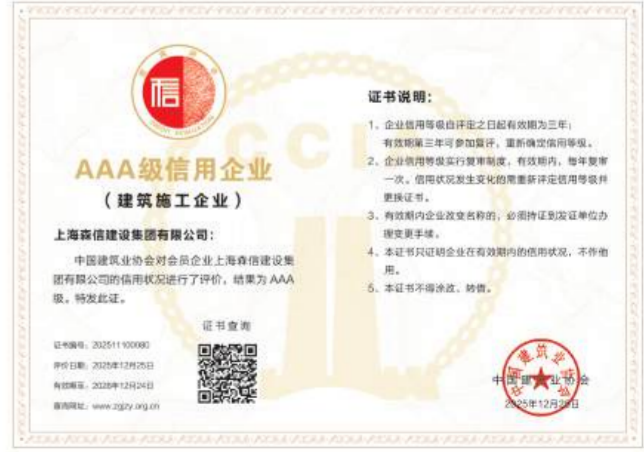 信
AAA级信用企业
（建筑施工企业）
上海森信建设集团有限公司：
中国建筑业协会对会员企业上海森信建设集
团有限公司的信用状况进行了评价，结果为 AAA
级。特发此证。
证书查询
证书编号：202511100980
评价日期：2025年12月25日
有效期至：2028年12月24日
查询网址：www.zgjzy.org.cn
证书说明：
1、企业信用等级自评定之日起有效期为三年；
有效期第三年可参加复评，重新确定信用等级。
2、企业信用等级实行复审制度，有效期内，每年复审
一次。信用状况发生变化的需重新评定信用等级并
更换证书。
3、有效期内企业改变名称的，必须持证到发证单位办
理变更手续。
4、本证书只证明企业在有效期内的信用状况，不作他
用。
5、本证书不得涂改、转借。
中国建筑业协会
2025年12月25日